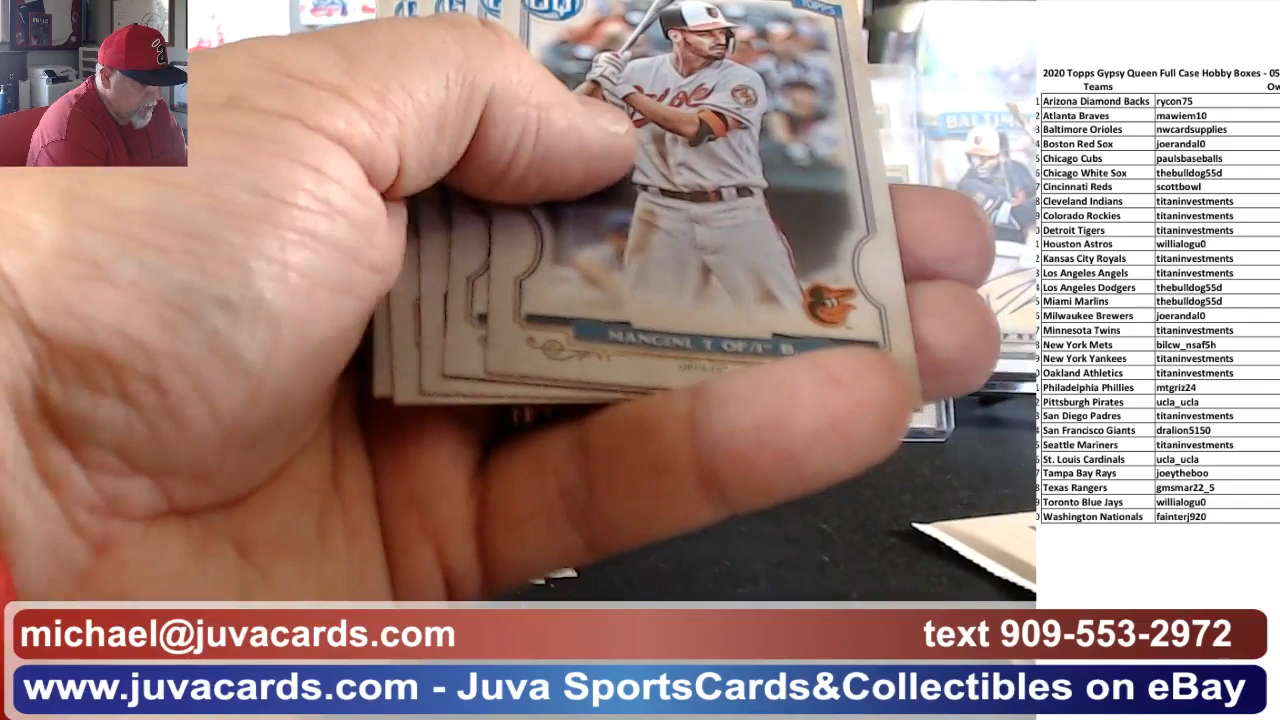 TOPPS
MANCINI, 1 OF/1 B
BALTIM
2020 Topps Gypsy Queen Full Case Hobby Boxes - 05
Teams Ow
1 Arizona Diamond Backs rycon75
2 Atlanta Braves mawiem10
3 Baltimore Orioles nwcardsupplies
4 Boston Red Sox joerandal0
5 Chicago Cubs paulsbaseballs
6 Chicago White Sox thebulldog55d
7 Cincinnati Reds scottbowl
8 Cleveland Indians titaninvestments
9 Colorado Rockies titaninvestments
0 Detroit Tigers titaninvestments
1 Houston Astros willialogu0
2 Kansas City Royals titaninvestments
3 Los Angeles Angels titaninvestments
4 Los Angeles Dodgers thebulldog55d
5 Miami Marlins thebulldog55d
6 Milwaukee Brewers joerandal0
7 Minnesota Twins titaninvestments
8 New York Mets bilcw_nsaf5h
9 New York Yankees titaninvestments
0 Oakland Athletics titaninvestments
1 Philadelphia Phillies mtgriz24
2 Pittsburgh Pirates ucla_ucla
3 San Diego Padres titaninvestments
4 San Francisco Giants dralion5150
5 Seattle Mariners titaninvestments
6 St. Louis Cardinals ucla_ucla
7 Tampa Bay Rays joeytheboo
8 Texas Rangers gmsmar22_5
9 Toronto Blue Jays willialogu0
0 Washington Nationals fainterj920
michael@juvacards.com text 909-553-2972
www.juvacards.com - Juva SportsCards&Collectibles on eBay